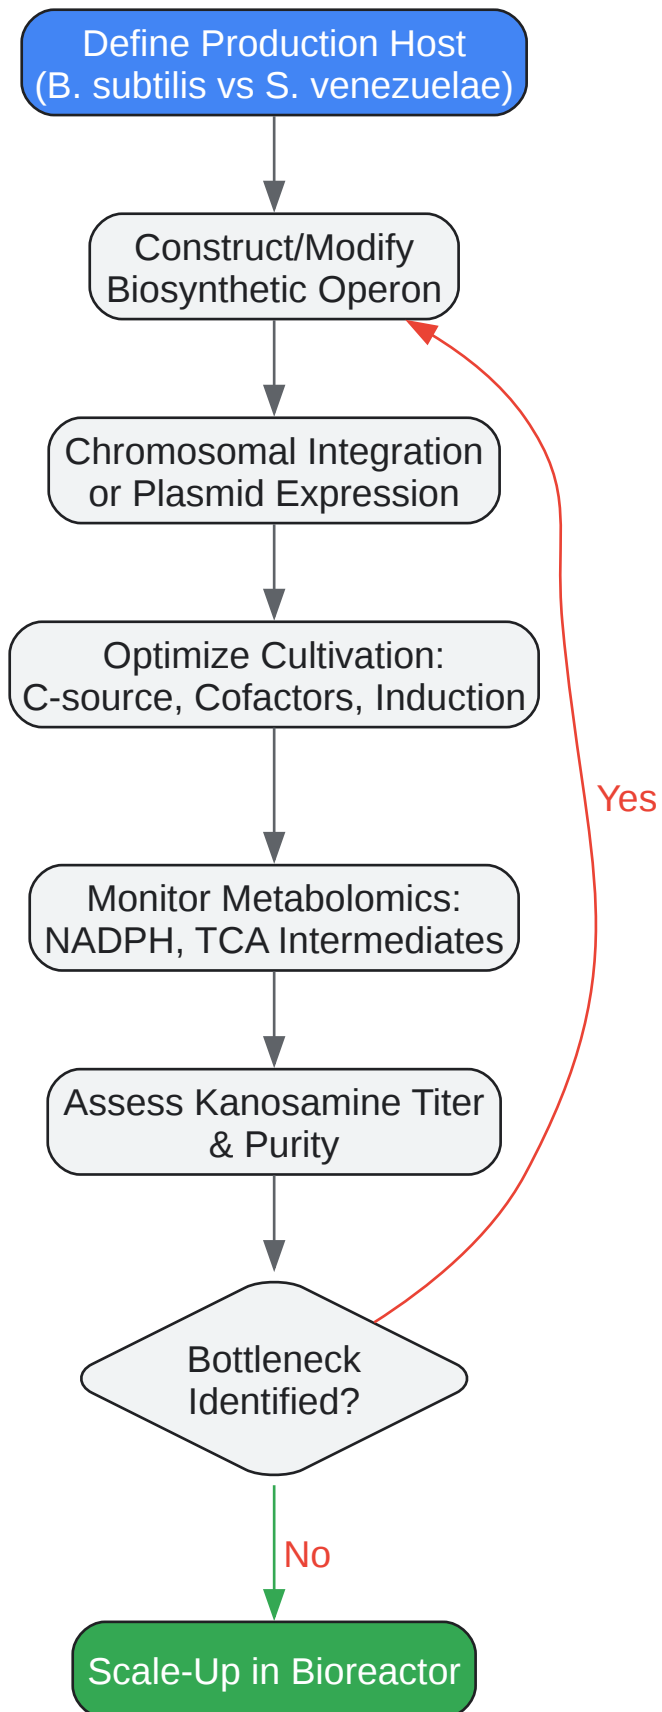 Define Production Host
(B. subtilis vs S. venezuelae)
Construct/Modify
Biosynthetic Operon
Chromosomal Integration
or Plasmid Expression
Optimize Cultivation:
C-source, Cofactors, Induction
Yes
Monitor Metabolomics:
NADPH, TCA Intermediates
Assess Kanosamine Titer
& Purity
Bottleneck
Identified?
No
Scale-Up in Bioreactor